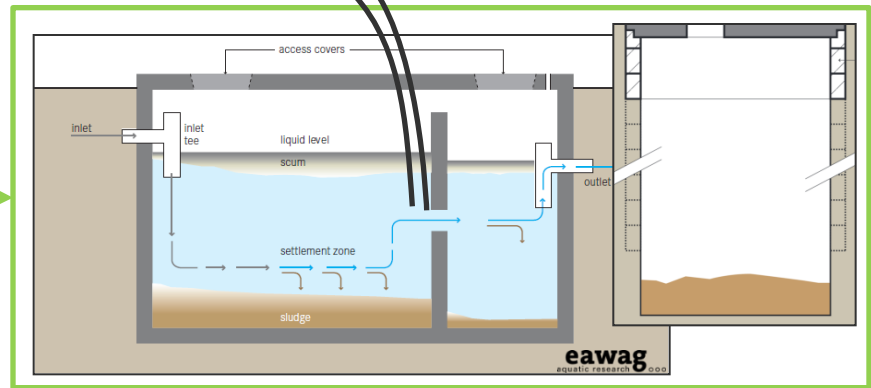 access covers
inlet
inlet
tee
liquid level
scum
outlet
settlement zone
sludge
eawag
aquatic research